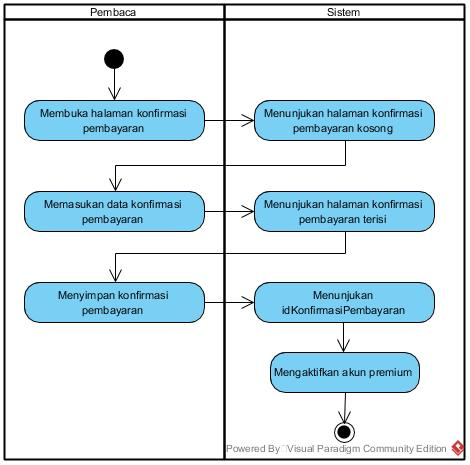 Pembaca
Sistem
Membuka halaman konfirmasi
pembayaran
Menunjukan halaman konfirmasi
pembayaran kosong
Memasukan data konfirmasi
pembayaran
Menunjukan halaman konfirmasi
pembayaran terisi
Menyimpan konfirmasi
pembayaran
Menunjukan
idKonfirmasiPembayaran
Mengaktifkan akun premium
Powered By Visual Paradigm Community Edition